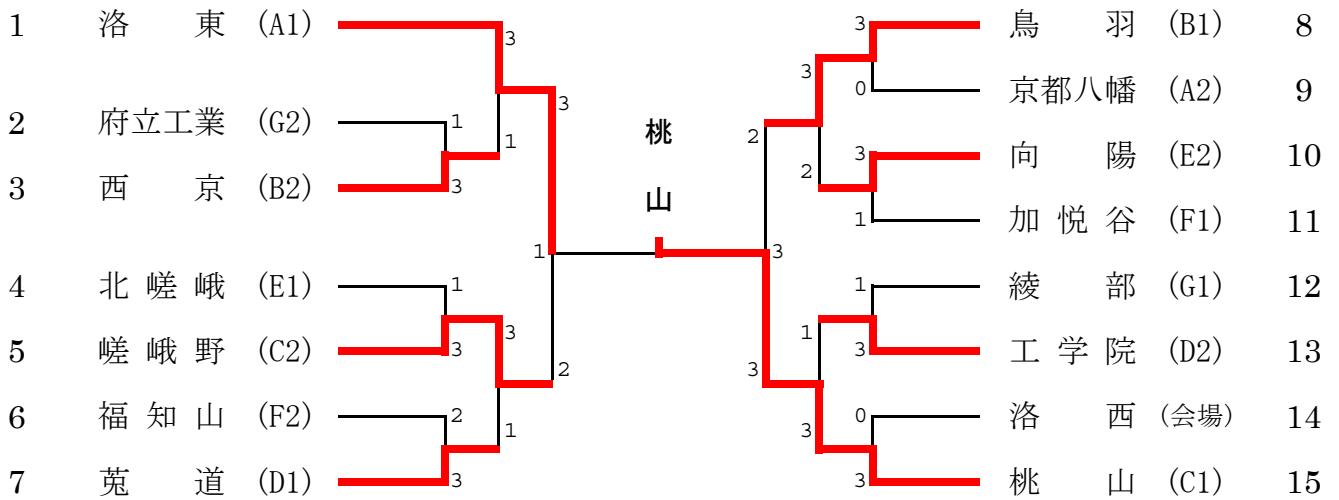 1 洛 東 (A1) 3 3 鳥 羽 (B1) 8
3 0 京都八幡 (A2) 9
3
2 府立工業 (G2) 1 桃 2
1 3 向 陽 (E2) 10
3 西 京 (B2) 3 山 2
1 加悦谷 (F1) 11
1 3
4 北嵯峨 (E1) 1 1 綾 部 (G1) 12
3 1
5 嵯峨野 (C2) 3 3 工学院 (D2) 13
2 3
6 福知山 (F2) 2 0 洛 西 (会場) 14
1 3
7 莵 道 (D1) 3 3 桃 山 (C1) 15